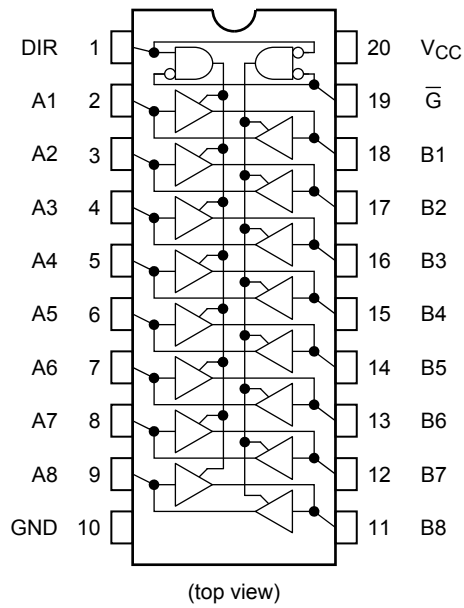 DIR 1 20 VCC
A1 2 19 G̅
A2 3 18 B1
A3 4 17 B2
A4 5 16 B3
A5 6 15 B4
A6 7 14 B5
A7 8 13 B6
A8 9 12 B7
GND 10 11 B8
(top view)